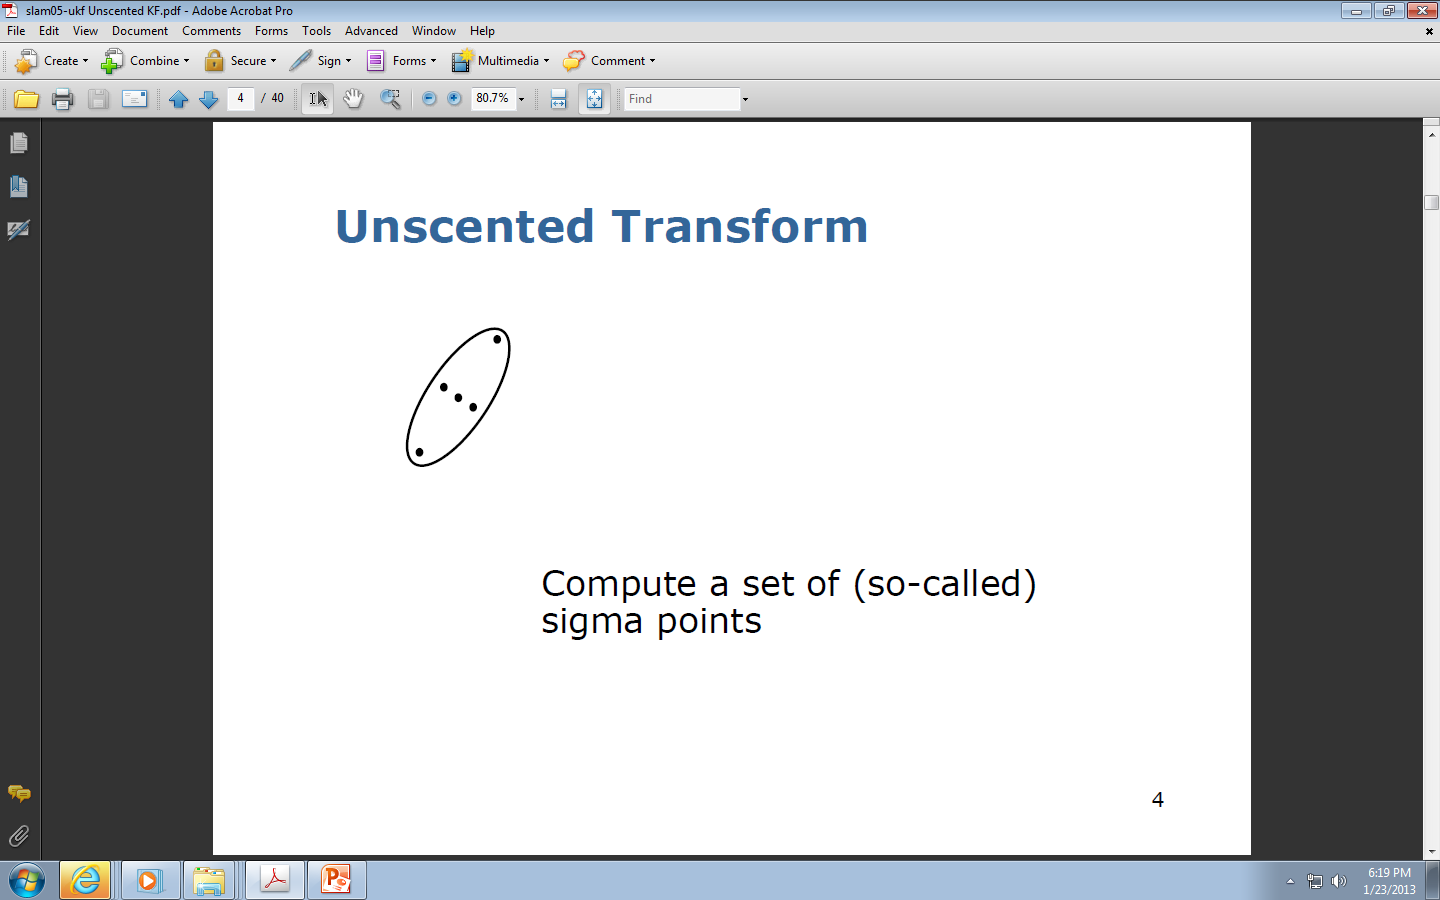 slam05-ukf Unscented KF.pdf - Adobe Acrobat Pro
File Edit View Document Comments Forms Tools Advanced Window Help
Create Combine Secure Sign Forms Multimedia Comment
4 / 40 80.7% Find
Unscented Transform
Compute a set of (so-called)
sigma points
4
6:19 PM
1/23/2013